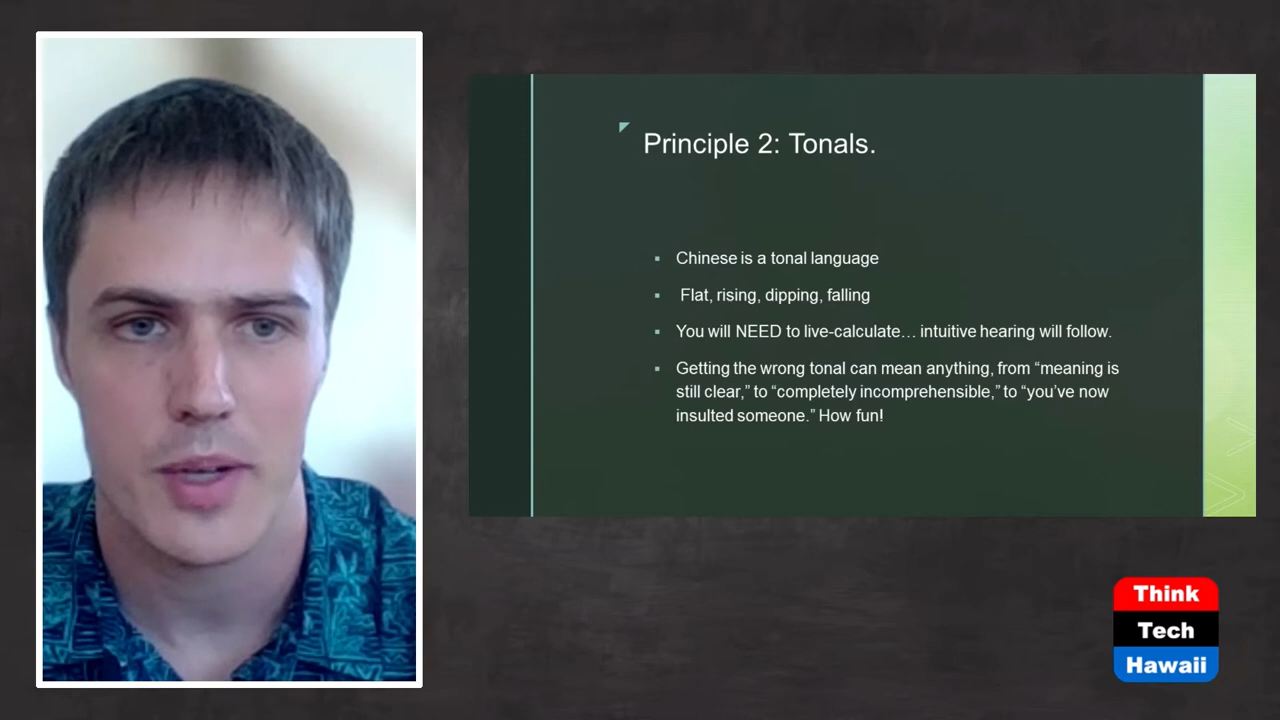 Principle 2: Tonals.
Chinese is a tonal language
Flat, rising, dipping, falling
You will NEED to live-calculate… intuitive hearing will follow.
Getting the wrong tonal can mean anything, from “meaning is
still clear,” to “completely incomprehensible,” to “you’ve now
insulted someone.” How fun!
Think
Tech
Hawaii